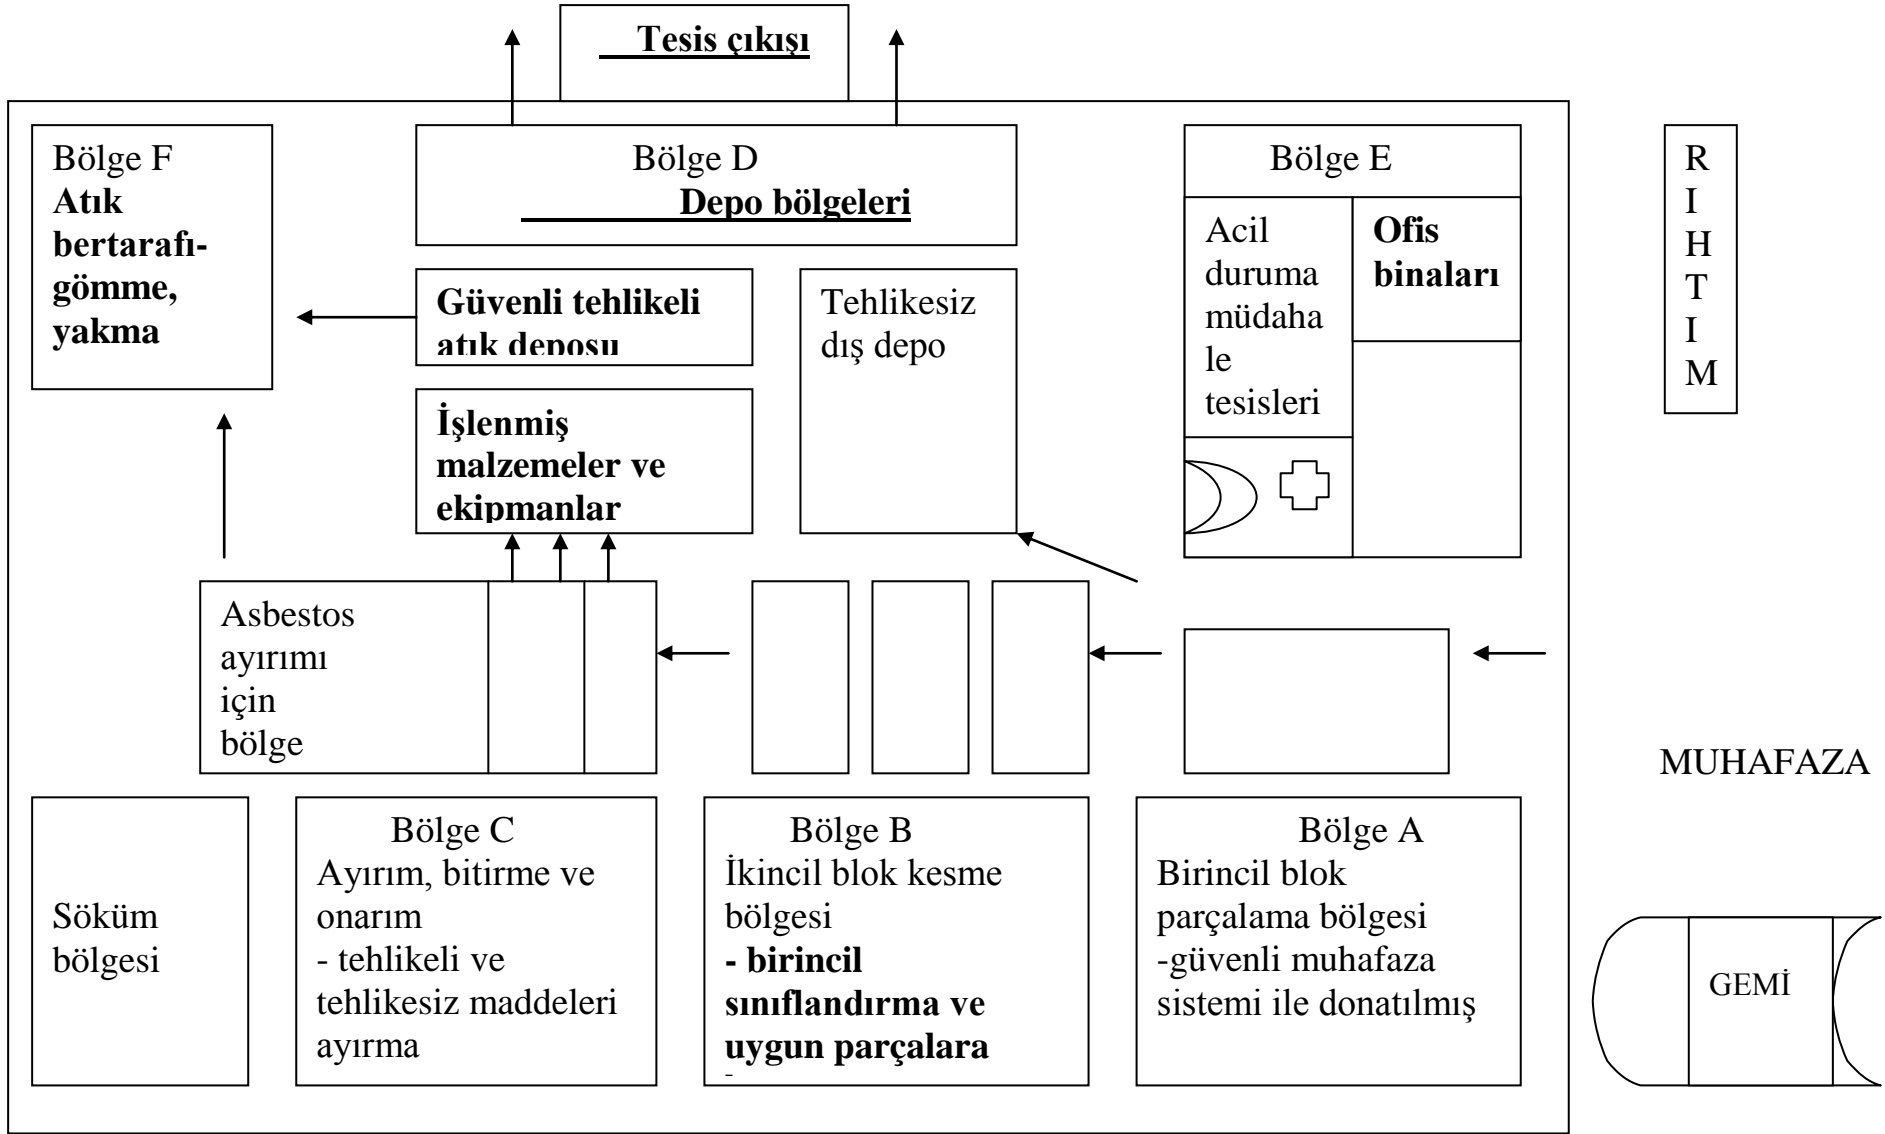 Tesis çıkışı
Bölge F
Atık
bertarafı-
gömme,
yakma
Bölge D
Depo bölgeleri
Bölge E
Acil
duruma
müdaha
le
tesisleri
Ofis
binaları
R
I
H
T
I
M
Güvenli tehlikeli
atık deposu
Tehlikesiz
dış depo
İşlenmiş
malzemeler ve
ekipmanlar
Asbestos
ayırımı
için
bölge
MUHAFAZA
Söküm
bölgesi
Bölge C
Ayırım, bitirme ve
onarım
- tehlikeli ve
tehlikesiz maddeleri
ayırma
Bölge B
İkincil blok kesme
bölgesi
- birincil
sınıflandırma ve
uygun parçalara
Bölge A
Birincil blok
parçalama bölgesi
-güvenli muhafaza
sistemi ile donatılmış
GEMİ